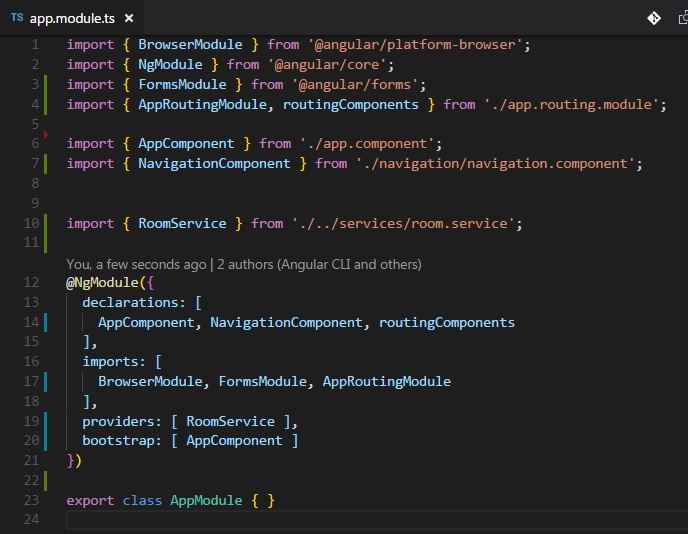 TS app.module.ts ×
1 import { BrowserModule } from '@angular/platform-browser';
2 import { NgModule } from '@angular/core';
3 import { FormsModule } from '@angular/forms';
4 import { AppRoutingModule, routingComponents } from './app.routing.module';
5
6 import { AppComponent } from './app.component';
7 import { NavigationComponent } from './navigation/navigation.component';
8
9
10 import { RoomService } from './../services/room.service';
11
You, a few seconds ago | 2 authors (Angular CLI and others)
12 @NgModule({
13   declarations: [
14     AppComponent, NavigationComponent, routingComponents
15   ],
16   imports: [
17     BrowserModule, FormsModule, AppRoutingModule
18   ],
19   providers: [ RoomService ],
20   bootstrap: [ AppComponent ]
21 })
22
23 export class AppModule { }
24